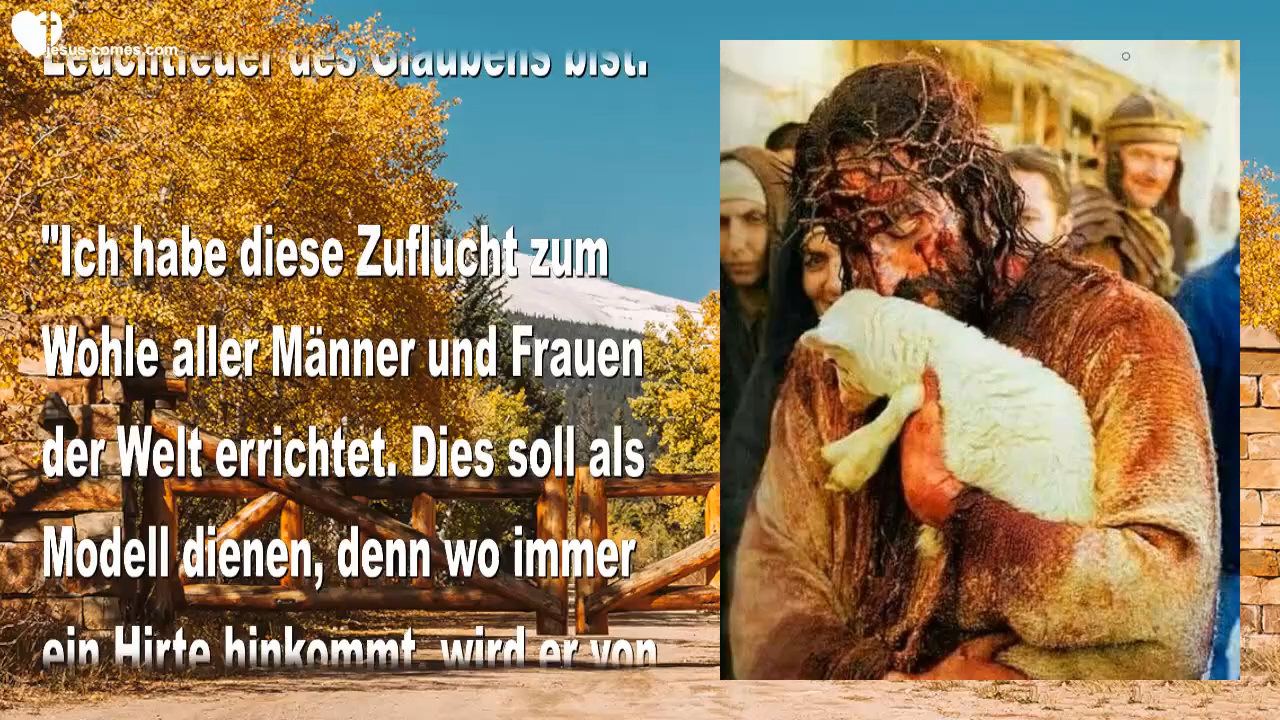 jesus-comes.com
Leuchtfeuer des Glaubens bist.
"Ich habe diese Zuflucht zum
Wohle aller Männer und Frauen
der Welt errichtet. Dies soll als
Modell dienen, denn wo immer
ein Hirte hinkommt, wird er von